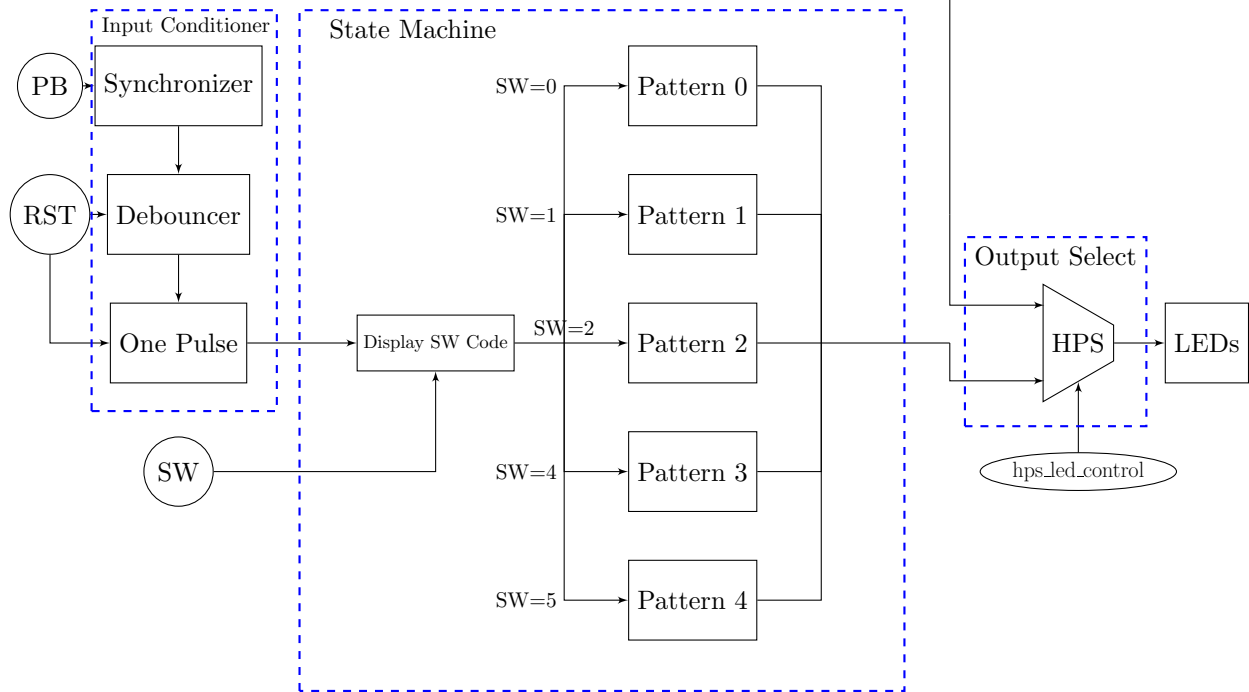 Input Conditioner
State Machine
PB
Synchronizer
SW=0
Pattern 0
RST
Debouncer
SW=1
Pattern 1
Output Select
One Pulse
Display SW Code
SW=2
Pattern 2
HPS
LEDs
SW
SW=4
Pattern 3
hps_led_control
SW=5
Pattern 4